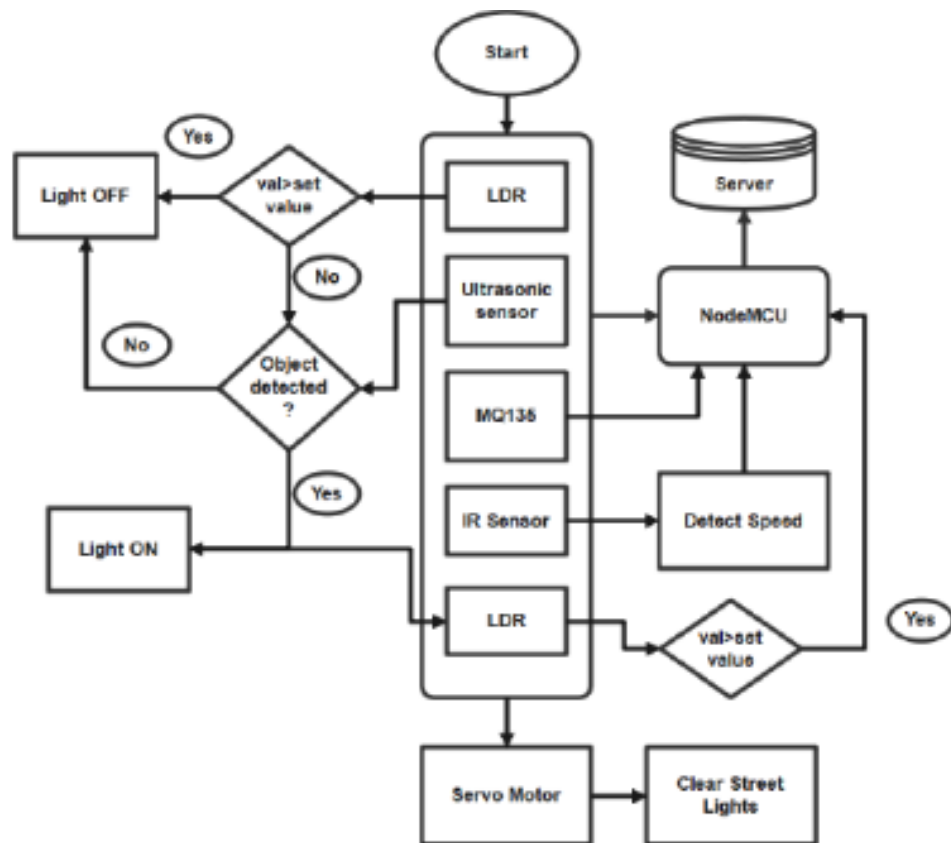 Start
Yes
Light OFF
val>set
value
LDR
Server
No
Ultrasonic
sensor
NodeMCU
No
Object
detected
?
MQ135
Yes
IR Sensor
Detect Speed
Light ON
LDR
val>set
value
Yes
Servo Motor
Clear Street
Lights